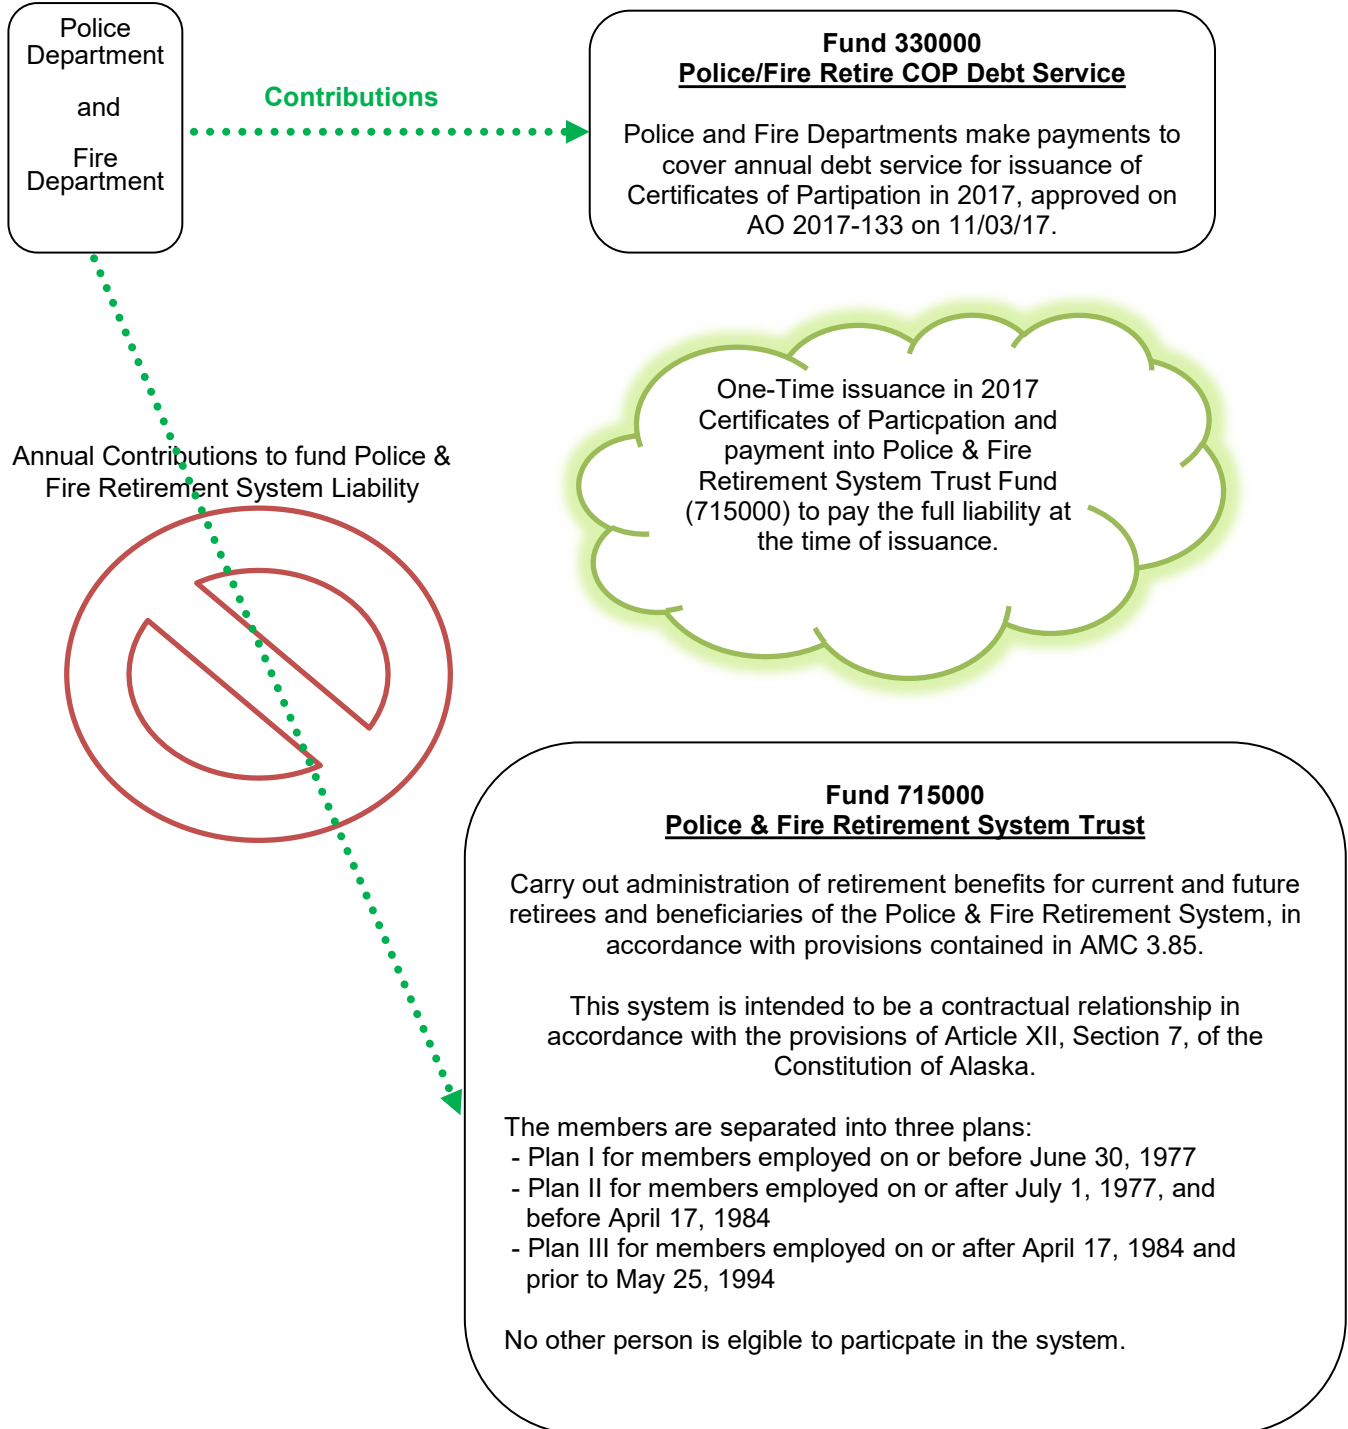 Police
Department
and
Fire
Department
Contributions
Fund 330000
Police/Fire Retire COP Debt Service
Police and Fire Departments make payments to
cover annual debt service for issuance of
Certificates of Partipation in 2017, approved on
AO 2017-133 on 11/03/17.
One-Time issuance in 2017
Certificates of Particpation and
payment into Police & Fire
Retirement System Trust Fund
(715000) to pay the full liability at
the time of issuance.
Annual Contributions to fund Police &
Fire Retirement System Liability
Fund 715000
Police & Fire Retirement System Trust
Carry out administration of retirement benefits for current and future
retirees and beneficiaries of the Police & Fire Retirement System, in
accordance with provisions contained in AMC 3.85.
This system is intended to be a contractual relationship in
accordance with the provisions of Article XII, Section 7, of the
Constitution of Alaska.
The members are separated into three plans:
- Plan I for members employed on or before June 30, 1977
- Plan II for members employed on or after July 1, 1977, and
before April 17, 1984
- Plan III for members employed on or after April 17, 1984 and
prior to May 25, 1994
No other person is elgible to particpate in the system.